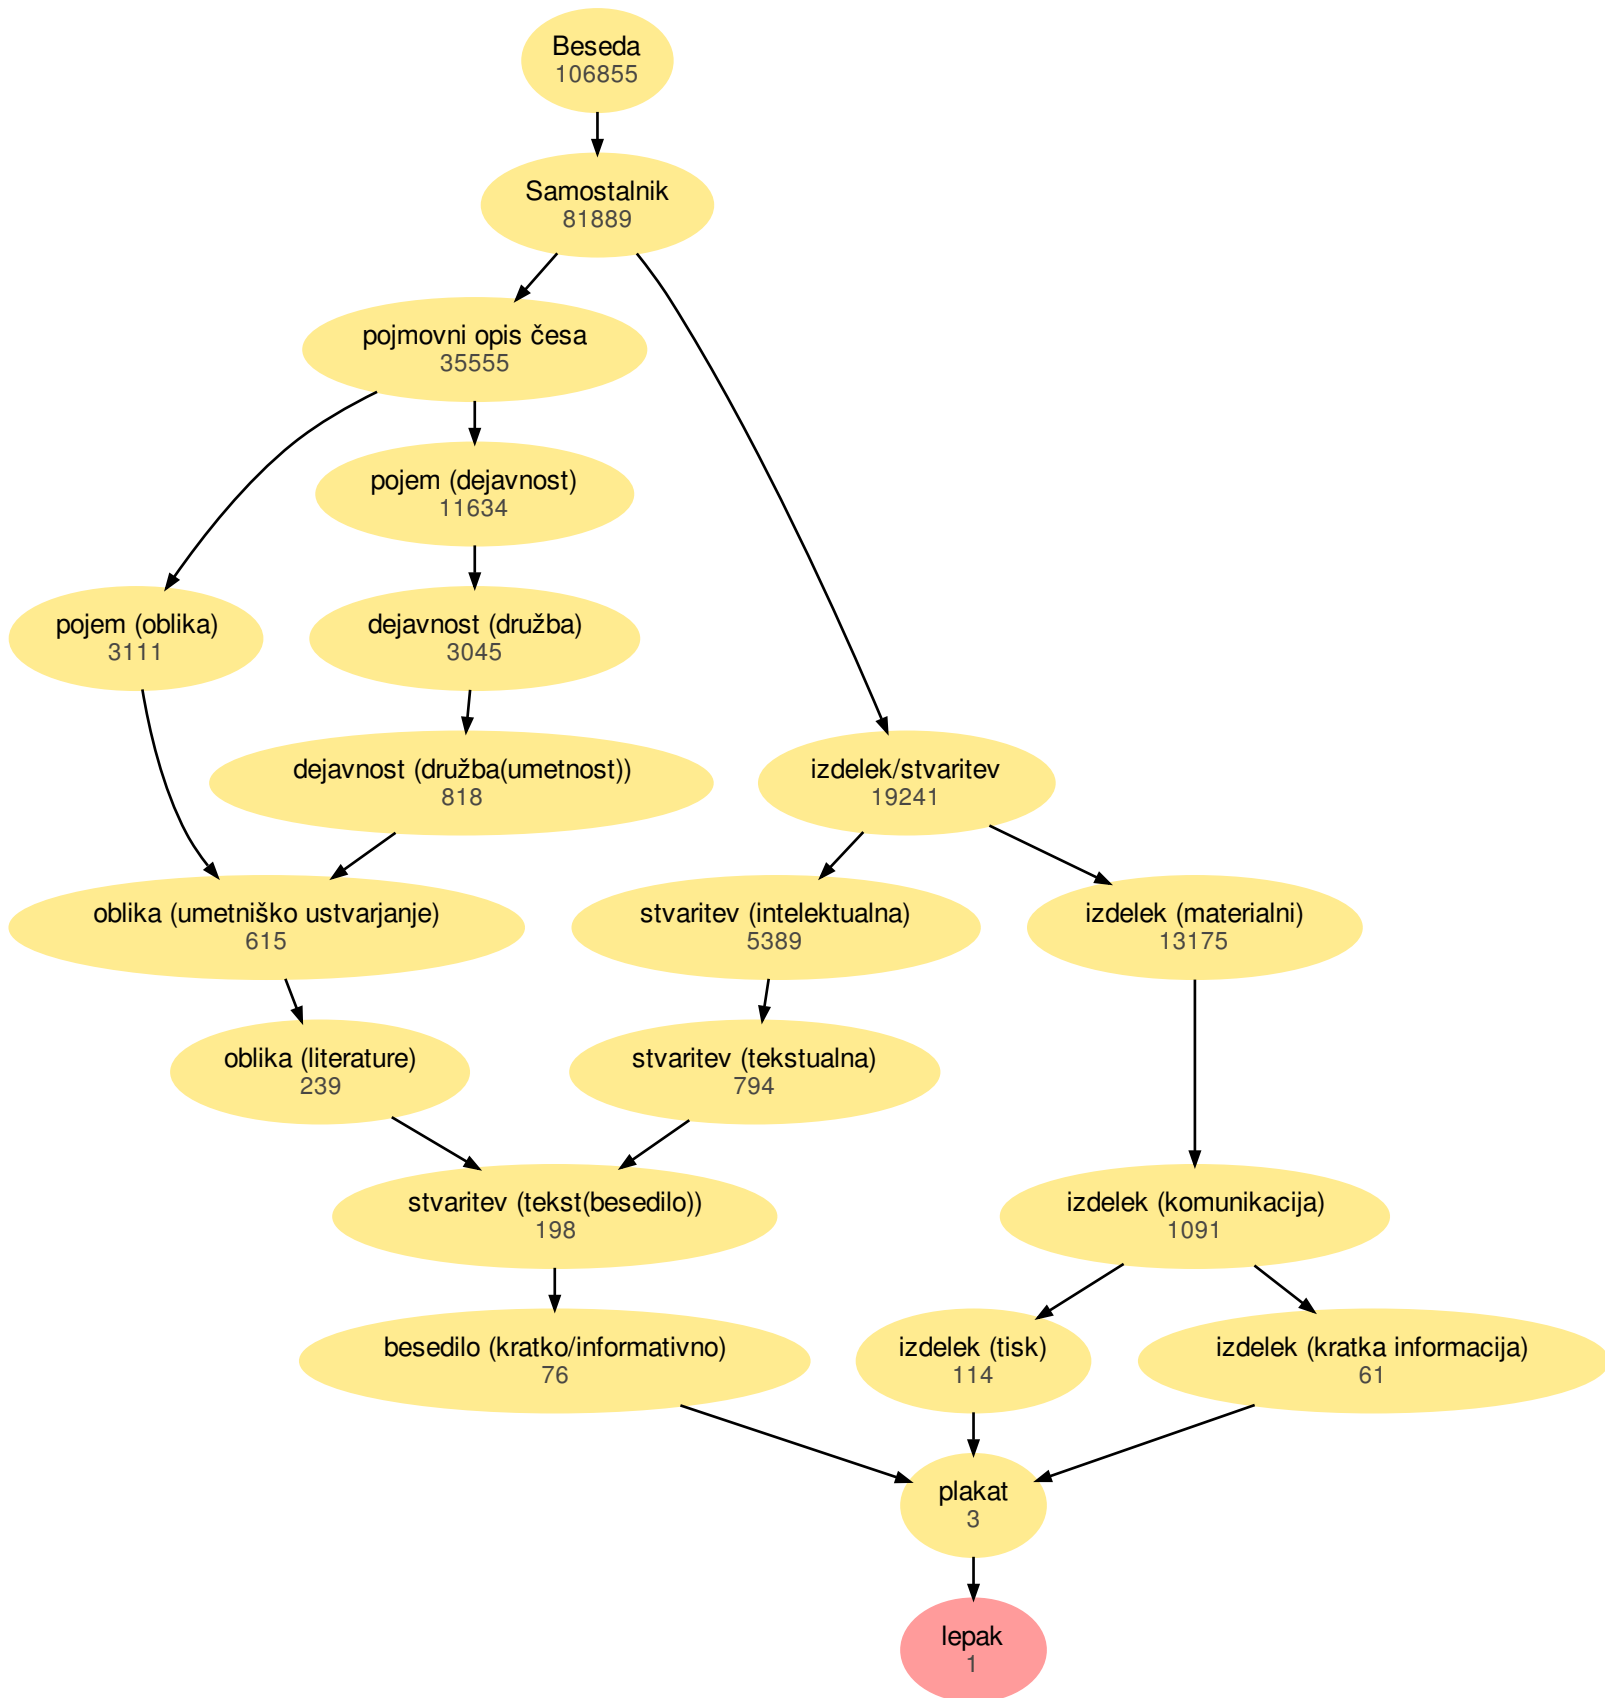 Beseda
106855
Samostalnik
81889
pojmovni opis česa
35555
pojem (dejavnost)
11634
pojem (oblika)
3111
dejavnost (družba)
3045
dejavnost (družba(umetnost))
818
izdelek/stvaritev
19241
oblika (umetniško ustvarjanje)
615
stvaritev (intelektualna)
5389
izdelek (materialni)
13175
oblika (literature)
239
stvaritev (tekstualna)
794
stvaritev (tekst(besedilo))
198
izdelek (komunikacija)
1091
besedilo (kratko/informativno)
76
izdelek (tisk)
114
izdelek (kratka informacija)
61
plakat
3
lepak
1